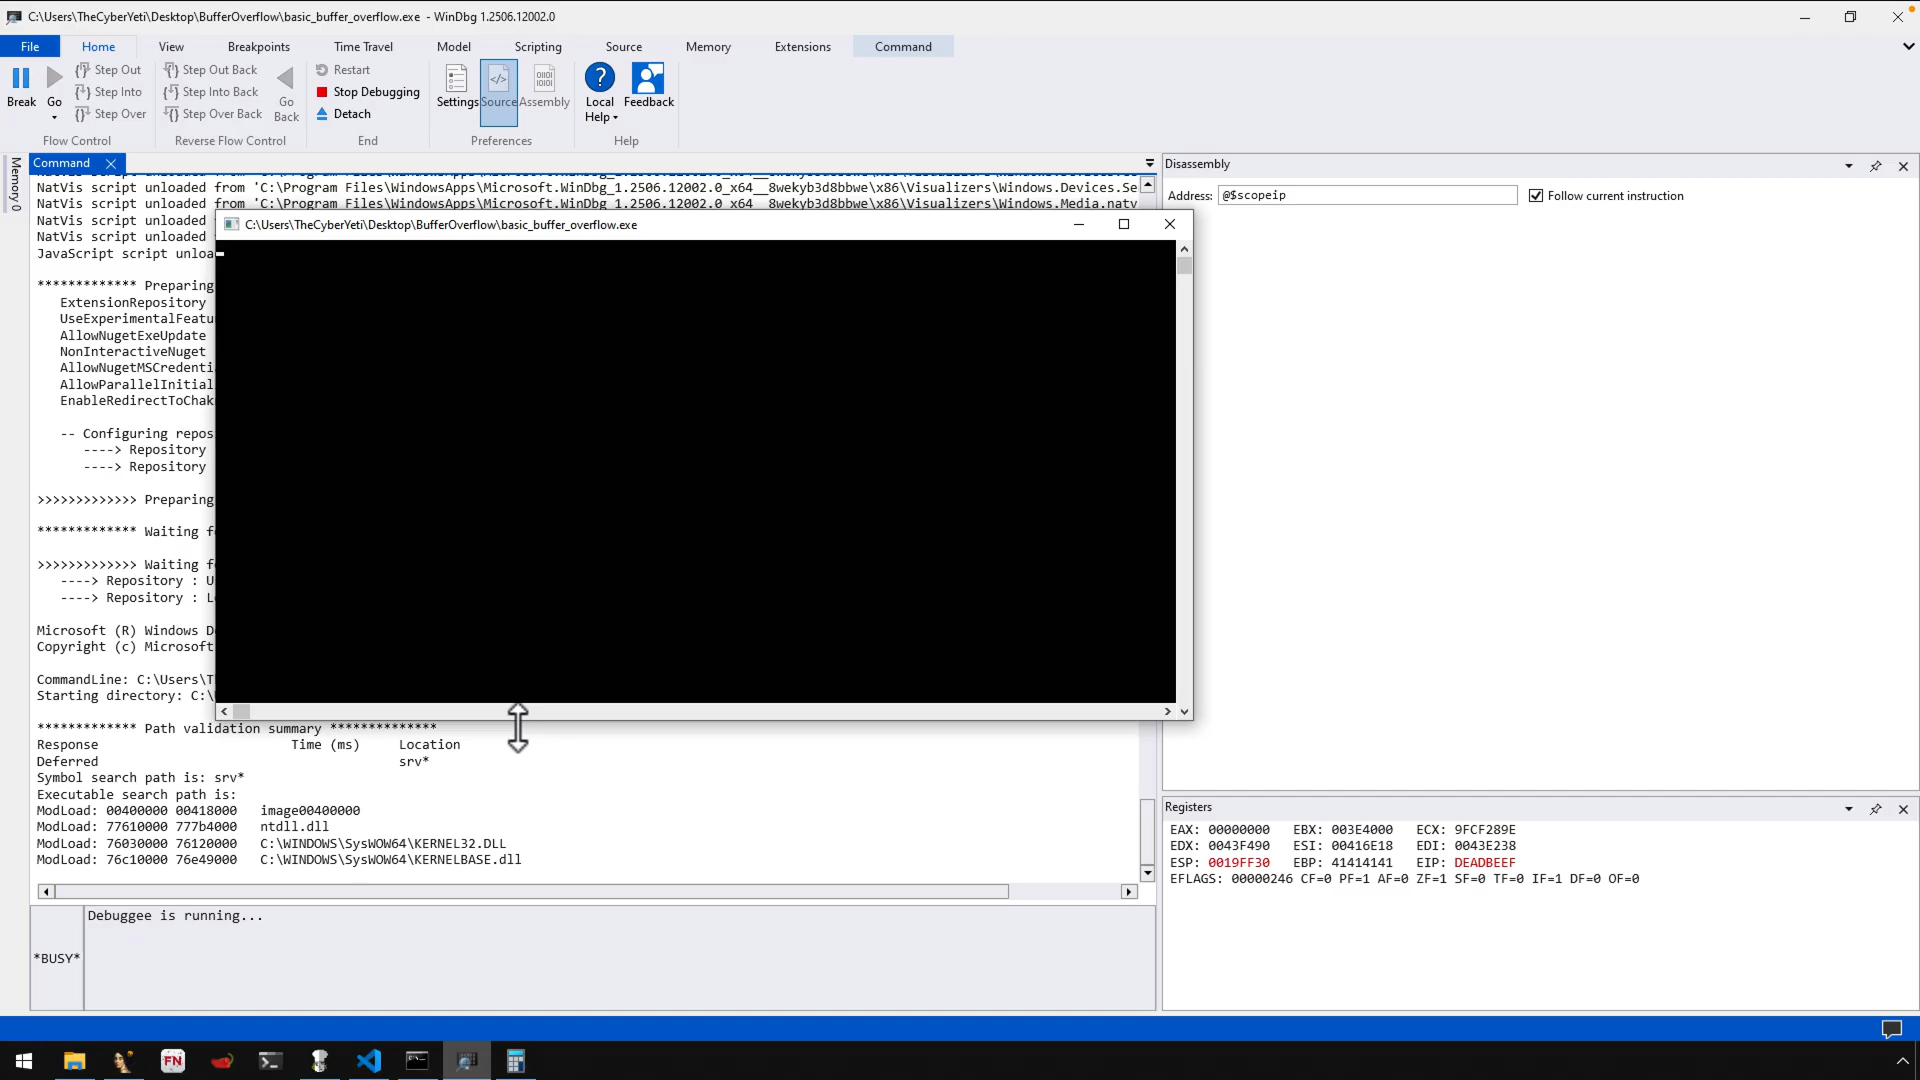 C:\Users\TheCyberYeti\Desktop\BufferOverflow\basic_buffer_overflow.exe - WinDbg 1.2506.12002.0
File Home View Breakpoints Time Travel Model Scripting Source Memory Extensions Command
Break Go Step Out Step Into Step Over
Flow Control
Step Out Back Step Into Back Step Over Back Go Back
Reverse Flow Control
Restart
Stop Debugging
Detach
End
Settings Source Assembly
Preferences
Local Help Feedback
Help
Memory 0
Command
NatVis script unloaded from 'C:\Program Files\WindowsApps\Microsoft.WinDbg_1.2506.12002.0_x64__8wekyb3d8bbwe\x86\Visualizers\Windows.Devices.Se
NatVis script unloaded from 'C:\Program Files\WindowsApps\Microsoft.WinDbg_1.2506.12002.0_x64__8wekyb3d8bbwe\x86\Visualizers\Windows.Media.natv
NatVis script unloaded
NatVis script unloaded
JavaScript script unloa
C:\Users\TheCyberYeti\Desktop\BufferOverflow\basic_buffer_overflow.exe
************* Preparing
ExtensionRepository
UseExperimentalFeatu
AllowNugetExeUpdate
NonInteractiveNuget
AllowNugetMSCredenti
AllowParallelInitial
EnableRedirectToChak
-- Configuring repos
----> Repository
----> Repository
>>>>>>>>>>>>> Preparing
************* Waiting f
>>>>>>>>>>>>> Waiting f
----> Repository : U
----> Repository : L
Microsoft (R) Windows D
Copyright (c) Microsoft
CommandLine: C:\Users\T
Starting directory: C:\
************* Path validation summary **************
Response Time (ms) Location
Deferred srv*
Symbol search path is: srv*
Executable search path is:
ModLoad: 00400000 00418000 image00400000
ModLoad: 77610000 777b4000 ntdll.dll
ModLoad: 76030000 76120000 C:\WINDOWS\SysWOW64\KERNEL32.DLL
ModLoad: 76c10000 76e49000 C:\WINDOWS\SysWOW64\KERNELBASE.dll
Debuggee is running...
*BUSY*
Disassembly
Address: @$scopeip Follow current instruction
Registers
EAX: 00000000 EBX: 003E4000 ECX: 9FCF289E
EDX: 0043F490 ESI: 00416E18 EDI: 0043E238
ESP: 0019FF30 EBP: 41414141 EIP: DEADBEEF
EFLAGS: 00000246 CF=0 PF=1 AF=0 ZF=1 SF=0 TF=0 IF=1 DF=0 OF=0
FN